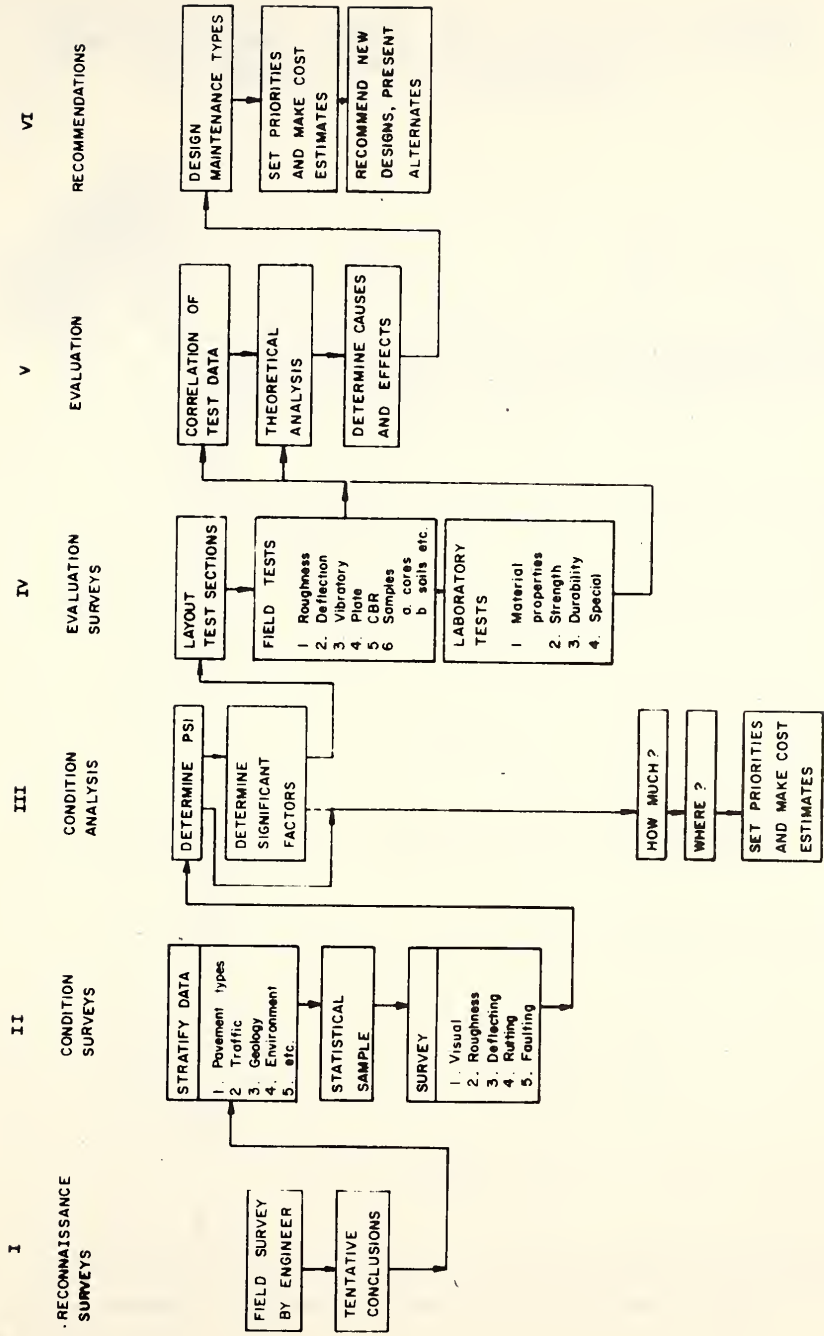 I
RECONNAISSANCE
SURVEYS
FIELD SURVEY
BY ENGINEER
TENTATIVE
CONCLUSIONS
II
CONDITION
SURVEYS
STRATIFY DATA
1. Pavement types
2 Traffic
3. Geology
4. Environment
5. etc.
STATISTICAL
SAMPLE
SURVEY
1. Visual
2. Roughness
3. Deflecting
4. Rutting
5. Faulting
III
CONDITION
ANALYSIS
DETERMINE PSI
DETERMINE
SIGNIFICANT
FACTORS
HOW MUCH?
WHERE?
SET PRIORITIES
AND MAKE COST
ESTIMATES
IV
EVALUATION
SURVEYS
LAYOUT
TEST SECTIONS
FIELD TESTS
1 Roughness
2. Deflection
3. Vibratory
4. Plate
5 CBR
6 Samples
a. cores
b soils etc.
LABORATORY
TESTS
1 Material
properties
2. Strength
3. Durability
4. Special
V
EVALUATION
CORRELATION OF
TEST DATA
THEORETICAL
ANALYSIS
DETERMINE CAUSES
AND EFFECTS
VI
RECOMMENDATIONS
DESIGN
MAINTENANCE TYPES
SET PRIORITIES
AND MAKE COST
ESTIMATES
RECOMMEND NEW
DESIGNS, PRESENT
ALTERNATES